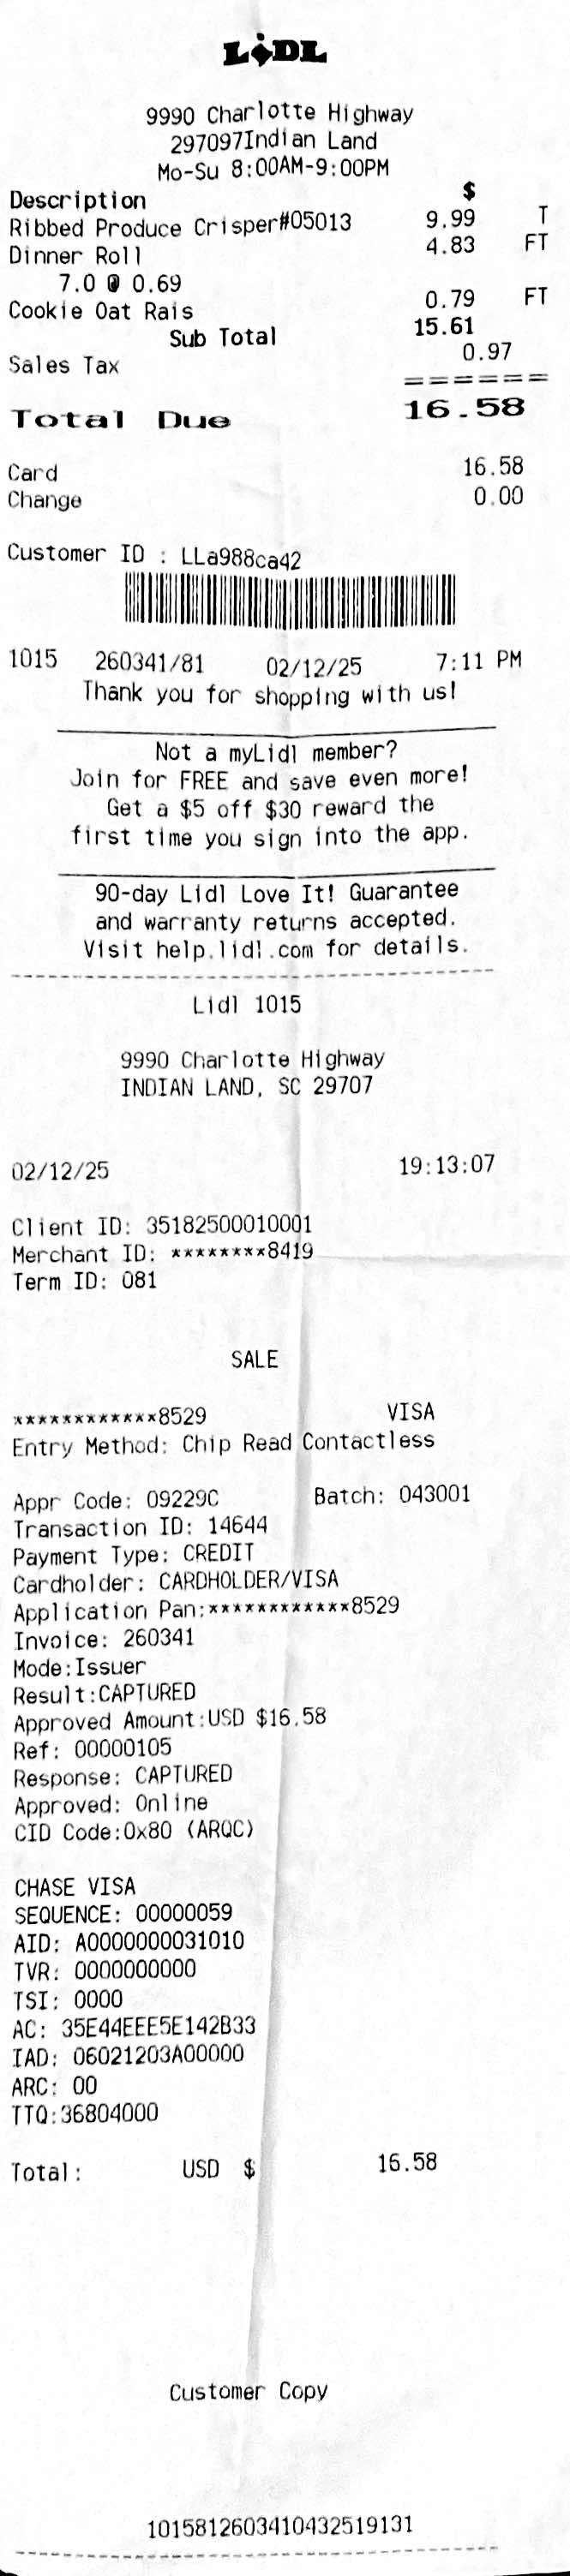 LIDL
9990 Charlotte Highway
297097Indian Land
Mo-Su 8:00AM-9:00PM
Description $
Ribbed Produce Crisper#05013 9.99 T
Dinner Roll 4.83 FT
7.0 @ 0.69
Cookie Oat Rais 0.79 FT
Sub Total 15.61
Sales Tax 0.97
======
Total Due 16.58
Card 16.58
Change 0.00
Customer ID : LLa988ca42
1015 260341/81 02/12/25 7:11 PM
Thank you for shopping with us!
Not a myLidl member?
Join for FREE and save even more!
Get a $5 off $30 reward the
first time you sign into the app.
90-day Lidl Love It! Guarantee
and warranty returns accepted.
Visit help.lidl.com for details.
Lidl 1015
9990 Charlotte Highway
INDIAN LAND, SC 29707
02/12/25 19:13:07
Client ID: 35182500010001
Merchant ID: ********8419
Term ID: 081
SALE
************8529 VISA
Entry Method: Chip Read Contactless
Appr Code: 09229C Batch: 043001
Transaction ID: 14644
Payment Type: CREDIT
Cardholder: CARDHOLDER/VISA
Application Pan:************8529
Invoice: 260341
Mode:Issuer
Result:CAPTURED
Approved Amount:USD $16.58
Ref: 00000105
Response: CAPTURED
Approved: Online
CID Code:0x80 (ARQC)
CHASE VISA
SEQUENCE: 00000059
AID: A0000000031010
TVR: 0000000000
TSI: 0000
AC: 35E44EEE5E142B33
IAD: 06021203A00000
ARC: 00
TTQ:36804000
Total: USD $ 16.58
Customer Copy
1015812603410432519131